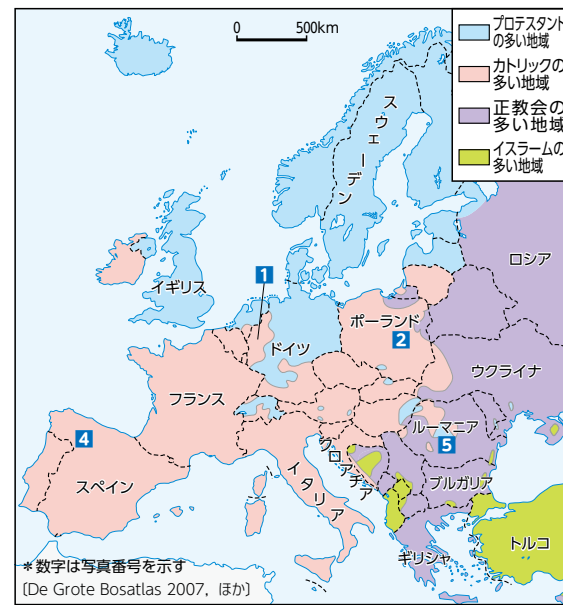 0 500km
プロテスタント
の多い地域
カトリックの
多い地域
正教会の
多い地域
イスラームの
多い地域
スウェーデン
ロシア
イギリス
1
ポーランド
ドイツ
2
ウクライナ
フランス
ルーマニア
4
5
クロアチア
スペイン
イタリア
ブルガリア
トルコ
ギリシャ
*数字は写真番号を示す
〔De Grote Bosatlas 2007, ほか〕